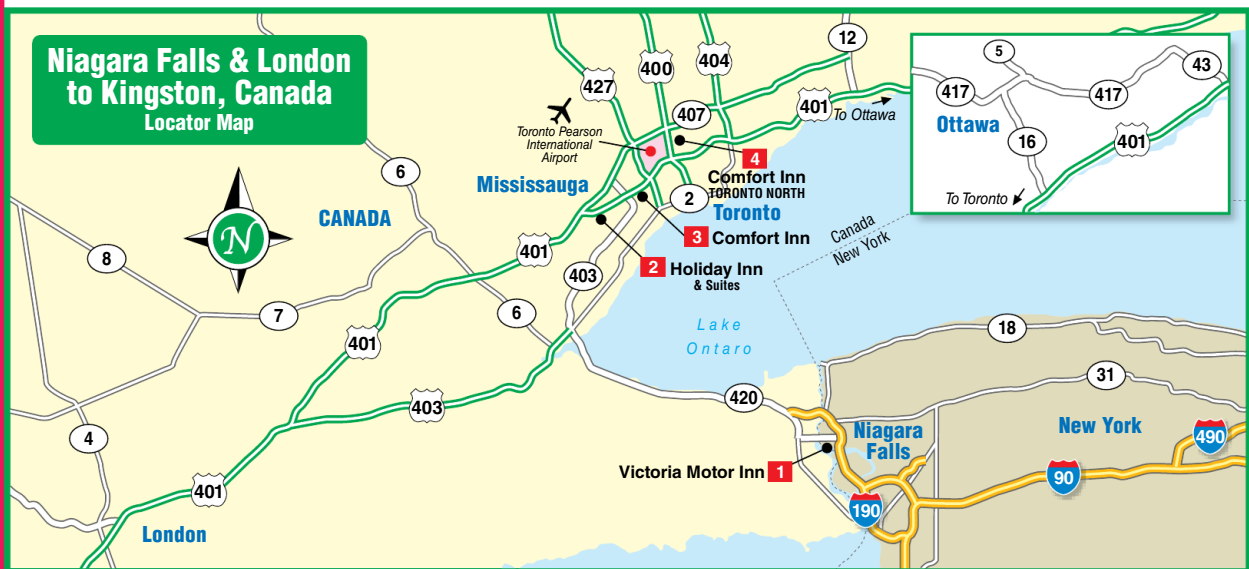 Niagara Falls & London
to Kingston, Canada
Locator Map
N
427
400
404
12
407
401
To Ottawa
Toronto Pearson
International
Airport
4
Comfort Inn
TORONTO NORTH
2
Toronto
Mississauga
3 Comfort Inn
2 Holiday Inn
& Suites
CANADA
6
8
7
401
403
6
401
403
4
401
London
Lake
Ontaro
Canada
New York
420
18
31
Niagara
Falls
New York
490
90
190
Victoria Motor Inn 1
5
43
417
417
Ottawa
16
401
To Toronto